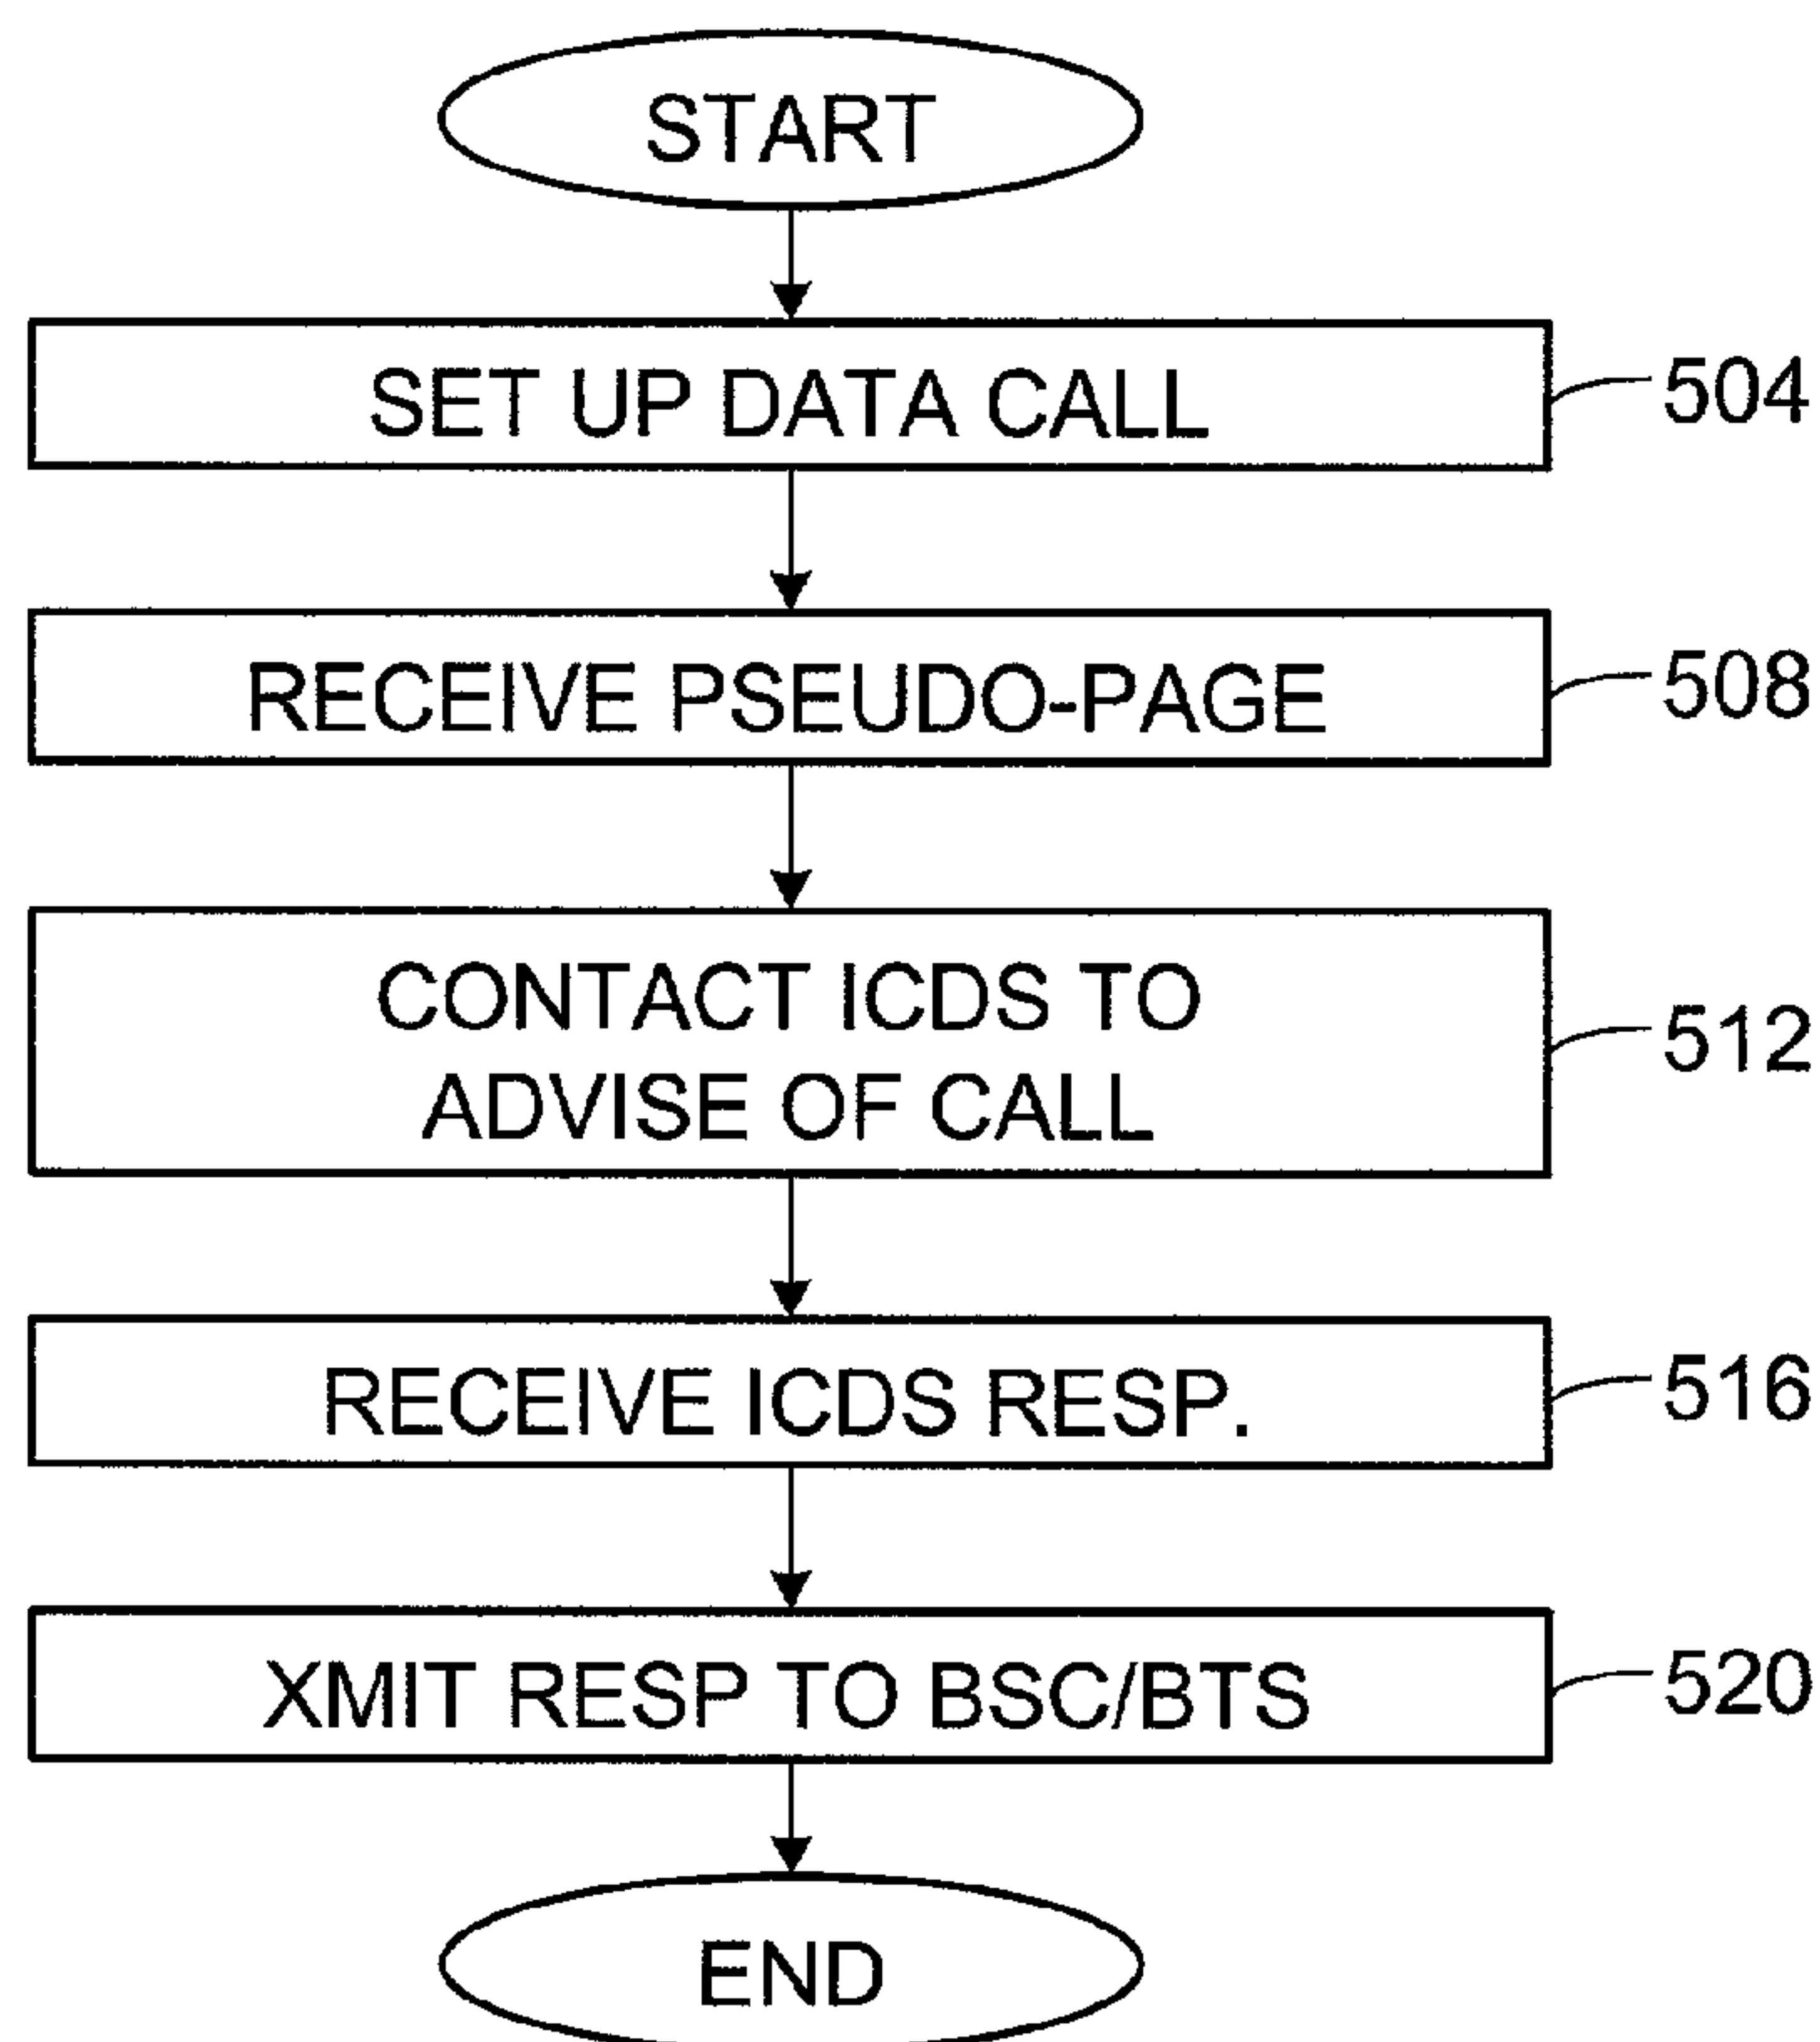 START
SET UP DATA CALL
504
RECEIVE PSEUDO-PAGE
508
CONTACT ICDS TO
ADVISE OF CALL
512
RECEIVE ICDS RESP.
516
XMIT RESP TO BSC/BTS
520
END